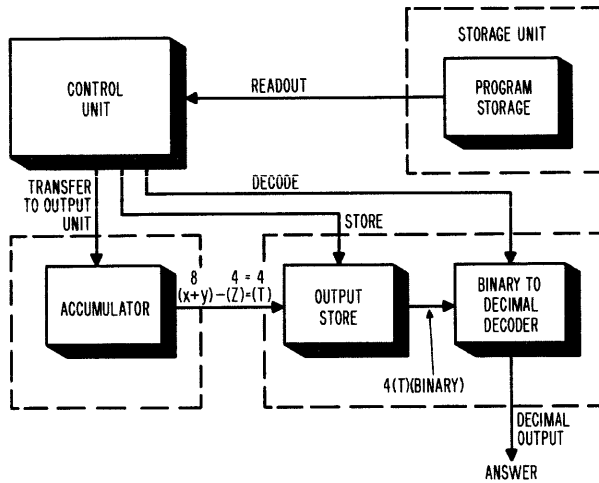 STORAGE UNIT
CONTROL
UNIT
READOUT
PROGRAM
STORAGE
TRANSFER
TO OUTPUT
UNIT
DECODE
STORE
8 4 = 4
(x+y)-(Z)=(T)
ACCUMULATOR
OUTPUT
STORE
BINARY TO
DECIMAL
DECODER
4(T)(BINARY)
DECIMAL
OUTPUT
ANSWER